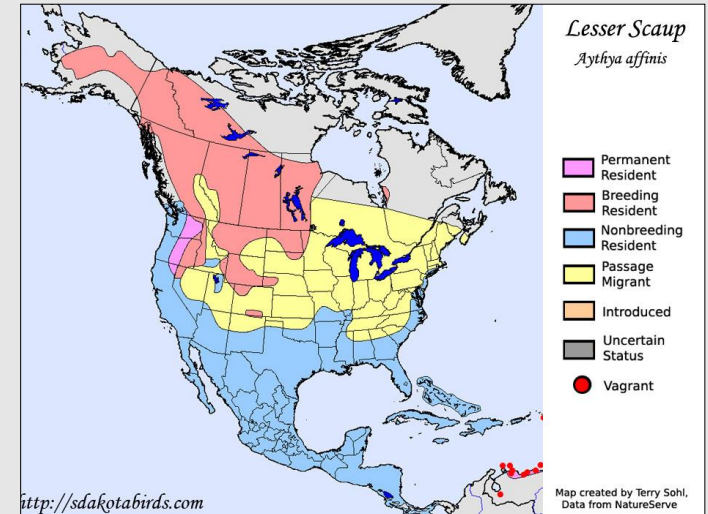 Lesser Scaup
Aythya affinis
Permanent
Resident
Breeding
Resident
Nonbreeding
Resident
Passage
Migrant
Introduced
Uncertain
Status
Vagrant
http://sdakotabirds.com
Map created by Terry Sohl,
Data from NatureServe